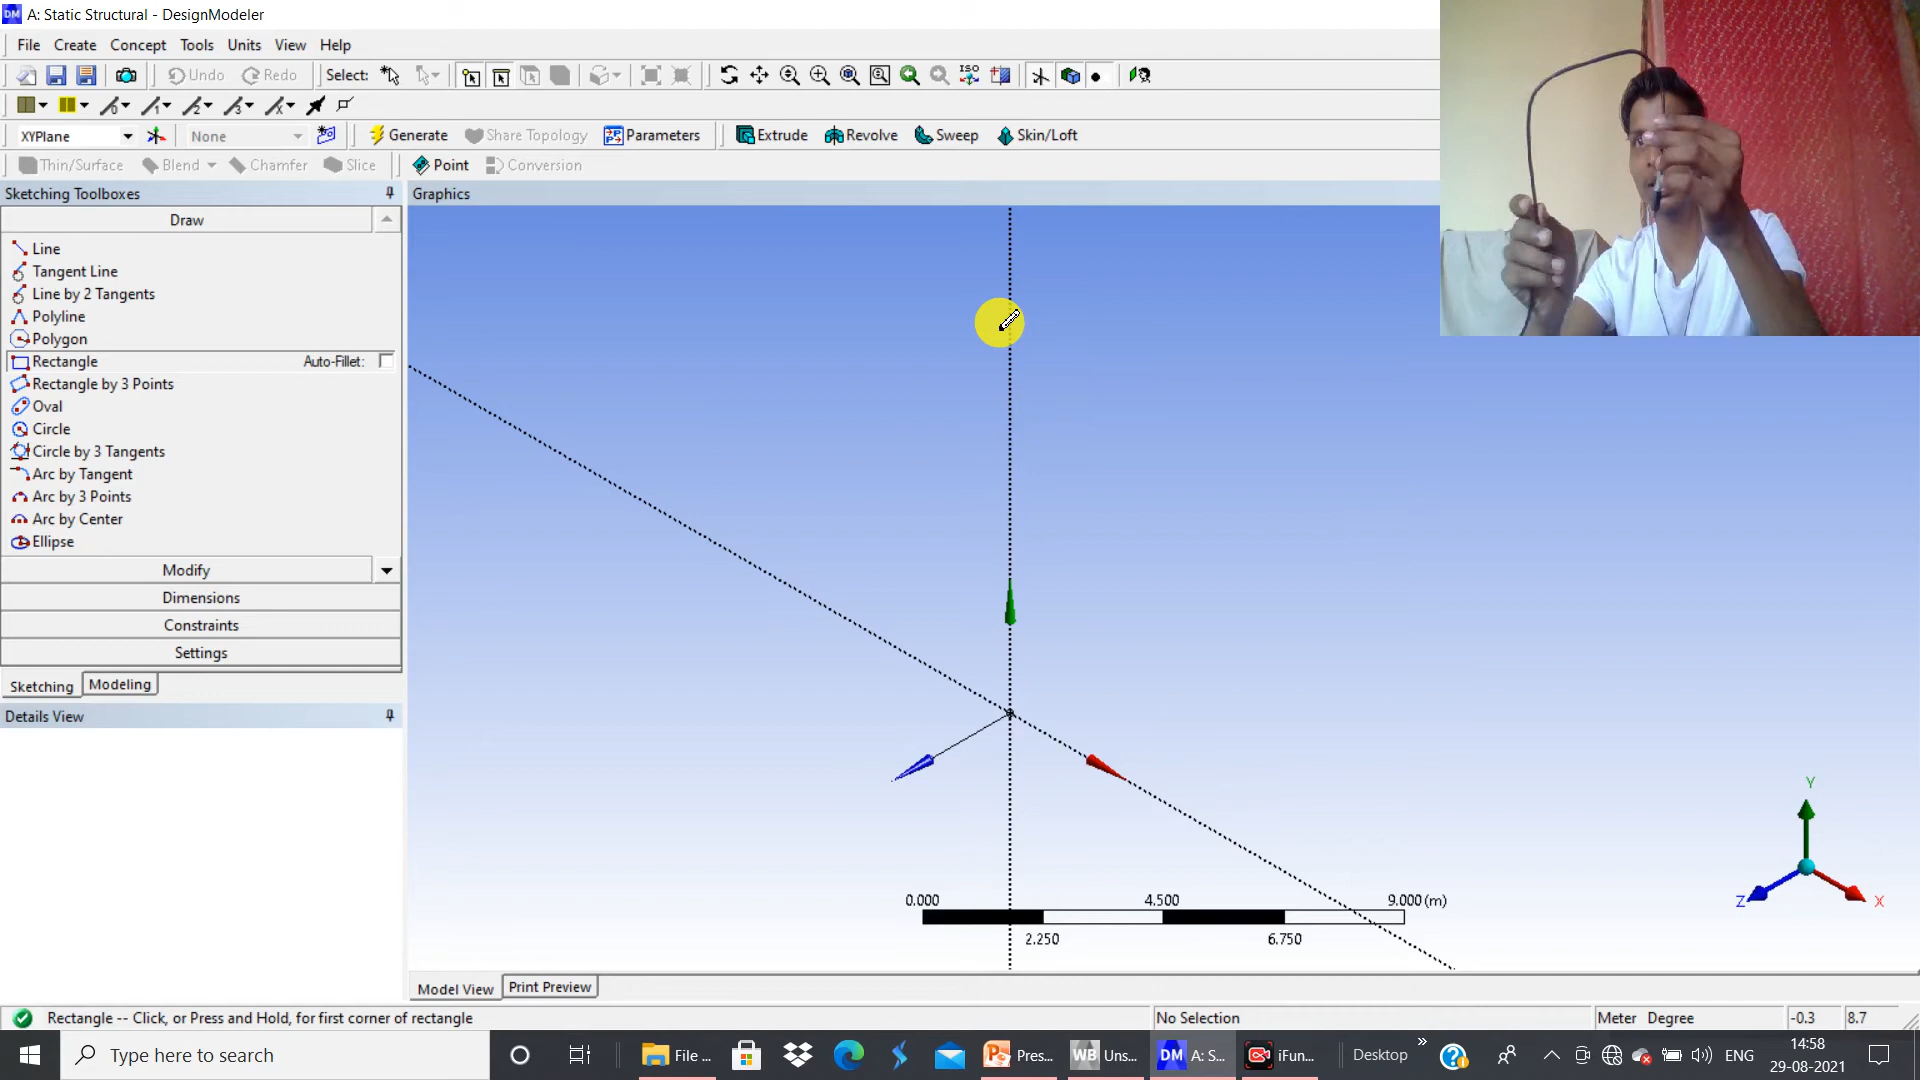 DM A: Static Structural - DesignModeler
File Create Concept Tools Units View Help
Undo Redo Select: ISO
XYPlane None Generate Share Topology Parameters Extrude Revolve Sweep Skin/Loft
Thin/Surface Blend Chamfer Slice Point Conversion
Sketching Toolboxes
Graphics
Draw
Line
Tangent Line
Line by 2 Tangents
Polyline
Polygon
Rectangle Auto-Fillet:
Rectangle by 3 Points
Oval
Circle
Circle by 3 Tangents
Arc by Tangent
Arc by 3 Points
Arc by Center
Ellipse
Modify
Dimensions
Constraints
Settings
Sketching Modeling
Details View
Y
Z
X
0.000 4.500 9.000 (m)
2.250 6.750
Model View Print Preview
Rectangle -- Click, or Press and Hold, for first corner of rectangle No Selection Meter Degree -0.3 8.7
Type here to search File ... Pres... WB Uns... DM A: S... iFun... Desktop ENG 14:58
29-08-2021